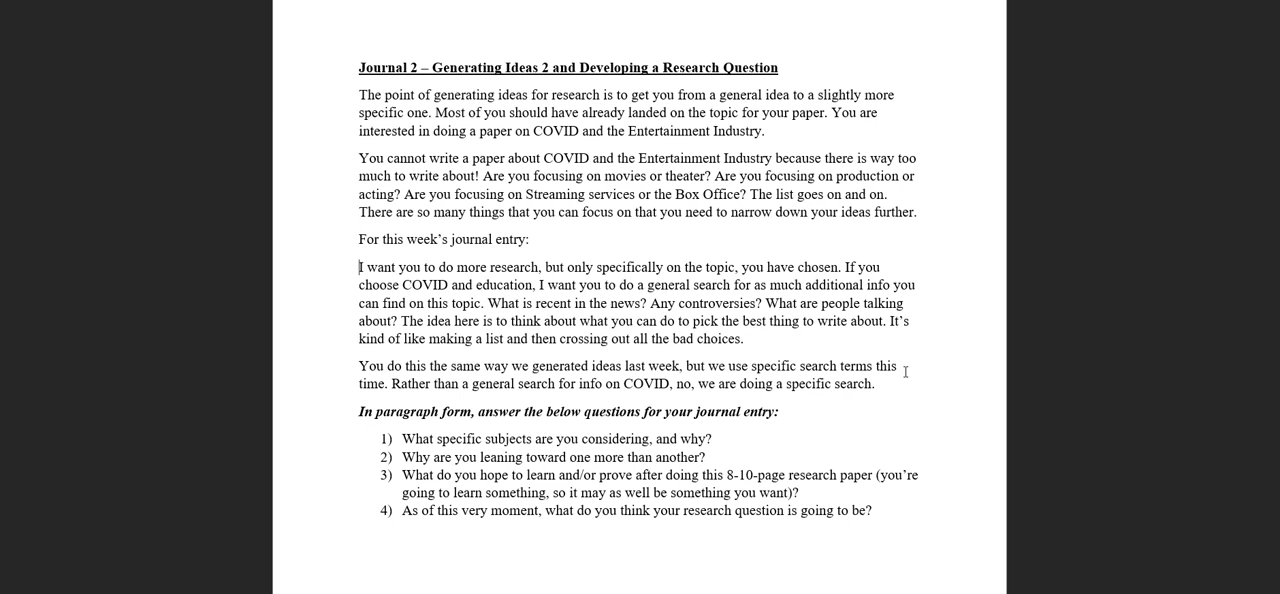 Journal 2 – Generating Ideas 2 and Developing a Research Question
The point of generating ideas for research is to get you from a general idea to a slightly more
specific one. Most of you should have already landed on the topic for your paper. You are
interested in doing a paper on COVID and the Entertainment Industry.
You cannot write a paper about COVID and the Entertainment Industry because there is way too
much to write about! Are you focusing on movies or theater? Are you focusing on production or
acting? Are you focusing on Streaming services or the Box Office? The list goes on and on.
There are so many things that you can focus on that you need to narrow down your ideas further.
For this week’s journal entry:
I want you to do more research, but only specifically on the topic, you have chosen. If you
choose COVID and education, I want you to do a general search for as much additional info you
can find on this topic. What is recent in the news? Any controversies? What are people talking
about? The idea here is to think about what you can do to pick the best thing to write about. It’s
kind of like making a list and then crossing out all the bad choices.
You do this the same way we generated ideas last week, but we use specific search terms this
time. Rather than a general search for info on COVID, no, we are doing a specific search.
In paragraph form, answer the below questions for your journal entry:
1) What specific subjects are you considering, and why?
2) Why are you leaning toward one more than another?
3) What do you hope to learn and/or prove after doing this 8-10-page research paper (you’re
going to learn something, so it may as well be something you want)?
4) As of this very moment, what do you think your research question is going to be?